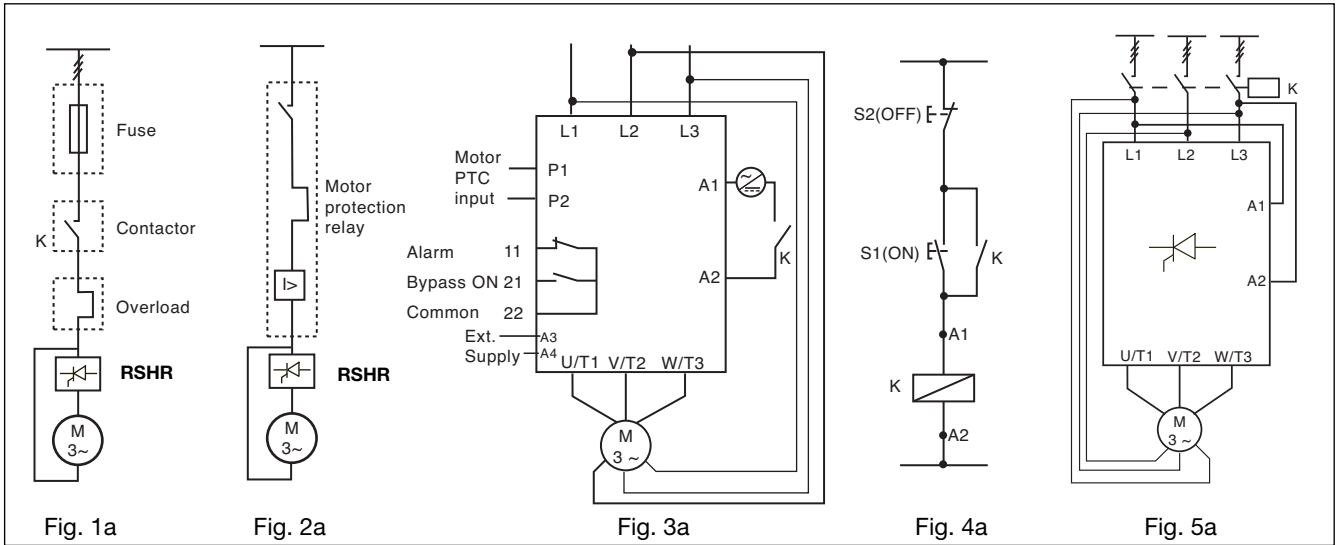 Fuse
K
Contactor
Overload
RSHR
M
3~
Fig. 1a
Motor
protection
relay
I>
RSHR
M
3~
Fig. 2a
L1 L2 L3
Motor
PTC
input
P1
P2
A1
K
A2
Alarm 11
Bypass ON 21
Common 22
Ext. A3
Supply A4
U/T1 V/T2 W/T3
M
3 ~
Fig. 3a
S2(OFF)
S1(ON)
K
A1
K
A2
Fig. 4a
K
L1 L2 L3
A1
A2
U/T1 V/T2 W/T3
M
3 ~
Fig. 5a